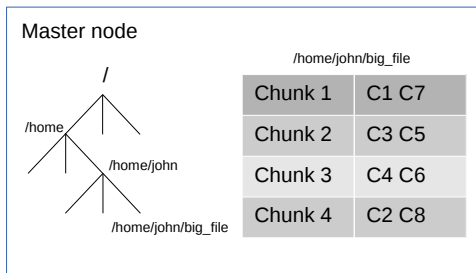 Master node
/
/home
/home/john
/home/john/big_file
/home/john/big_file
Chunk 1 C1 C7
Chunk 2 C3 C5
Chunk 3 C4 C6
Chunk 4 C2 C8